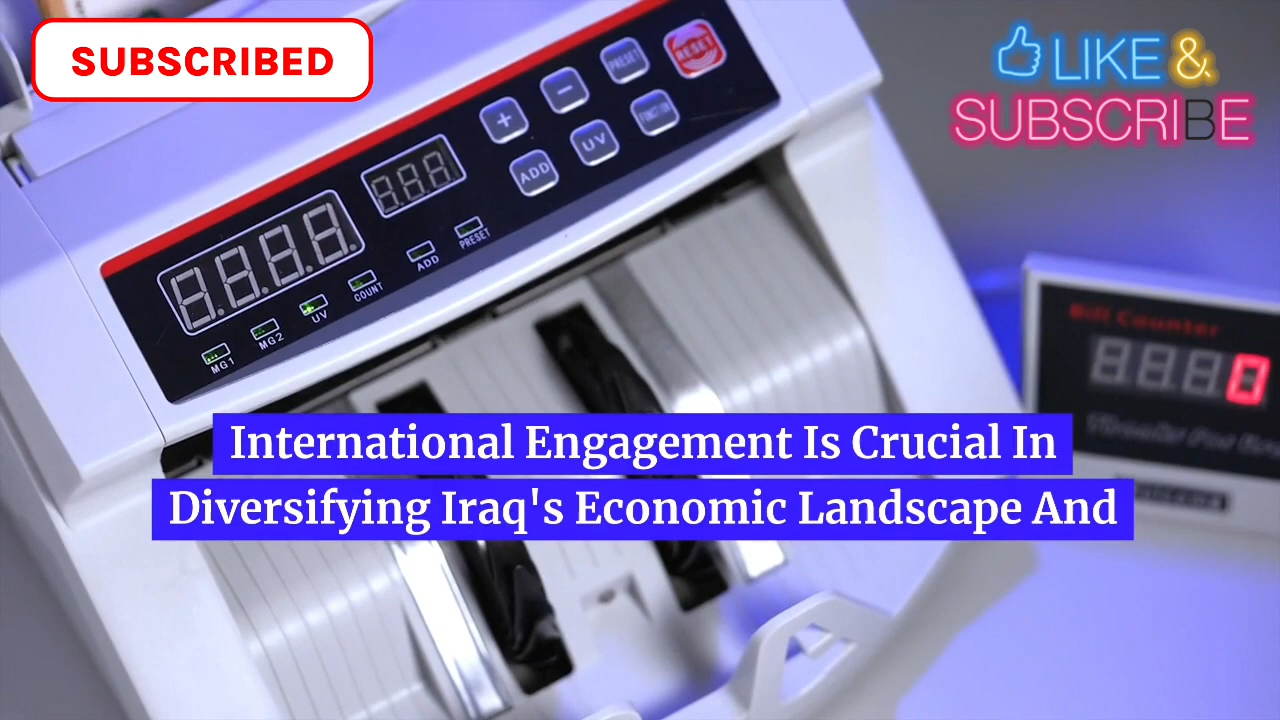 SUBSCRIBED
LIKE &
SUBSCRIBE
RESET
PRESET
-
FUNCTION
+
UV
ADD
PRESET
ADD
COUNT
UV
MG2
MG1
Bill Counter
0
International Engagement Is Crucial In
Diversifying Iraq's Economic Landscape And